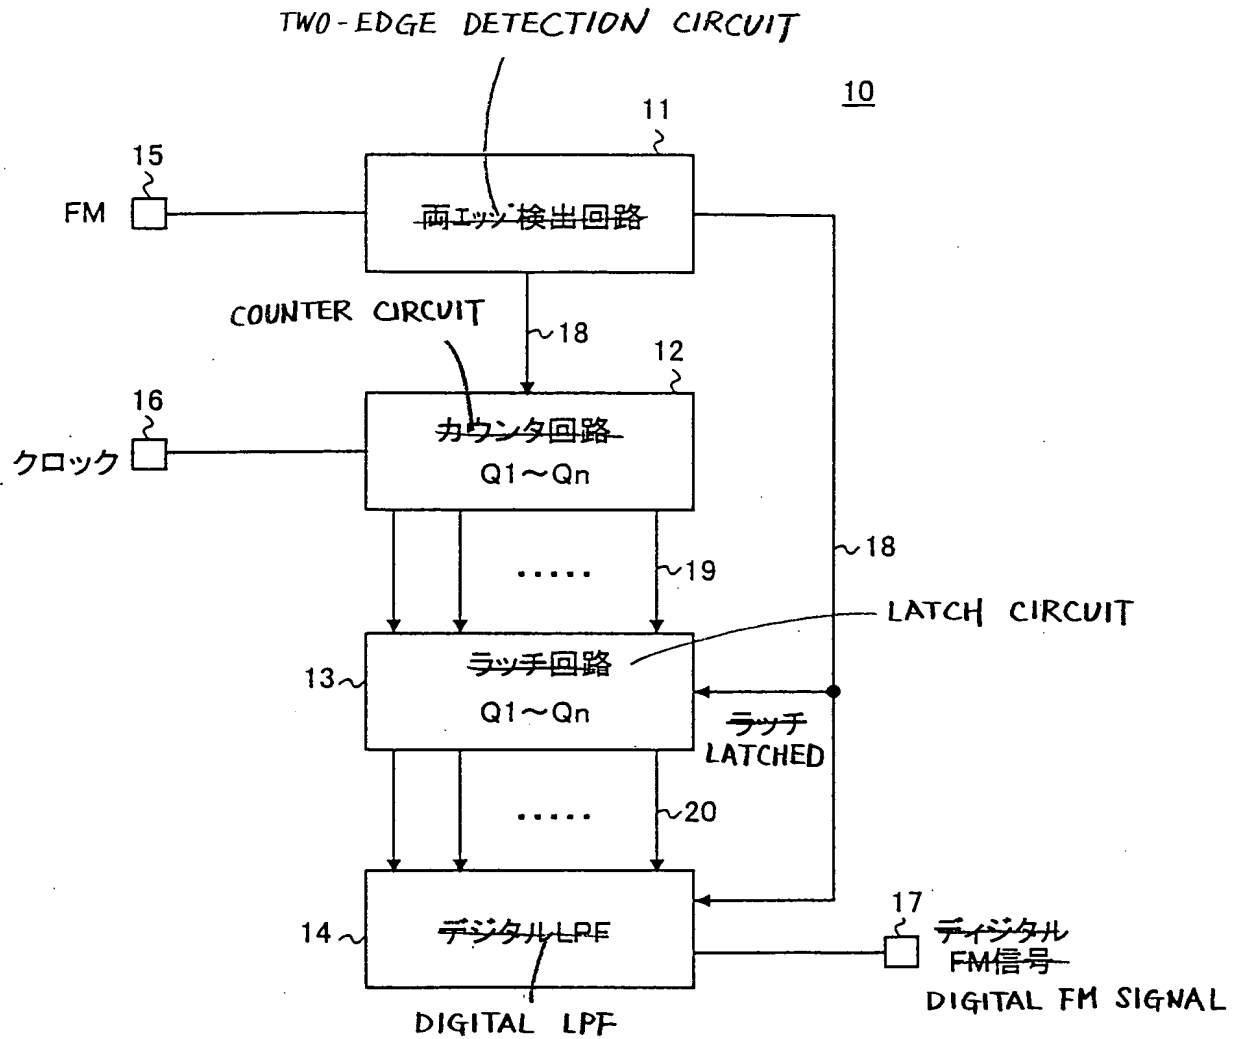 TWO-EDGE DETECTION CIRCUIT
10
11
15
FM
両エッジ検出回路
COUNTER CIRCUIT
18
12
16
クロック
カウンタ回路
Q1～Qn
18
.....
19
LATCH CIRCUIT
ラッチ回路
13
Q1～Qn
ラッチ
LATCHED
.....
20
17
14
デジタルLPF
ディジタル
FM信号
DIGITAL FM SIGNAL
DIGITAL LPF